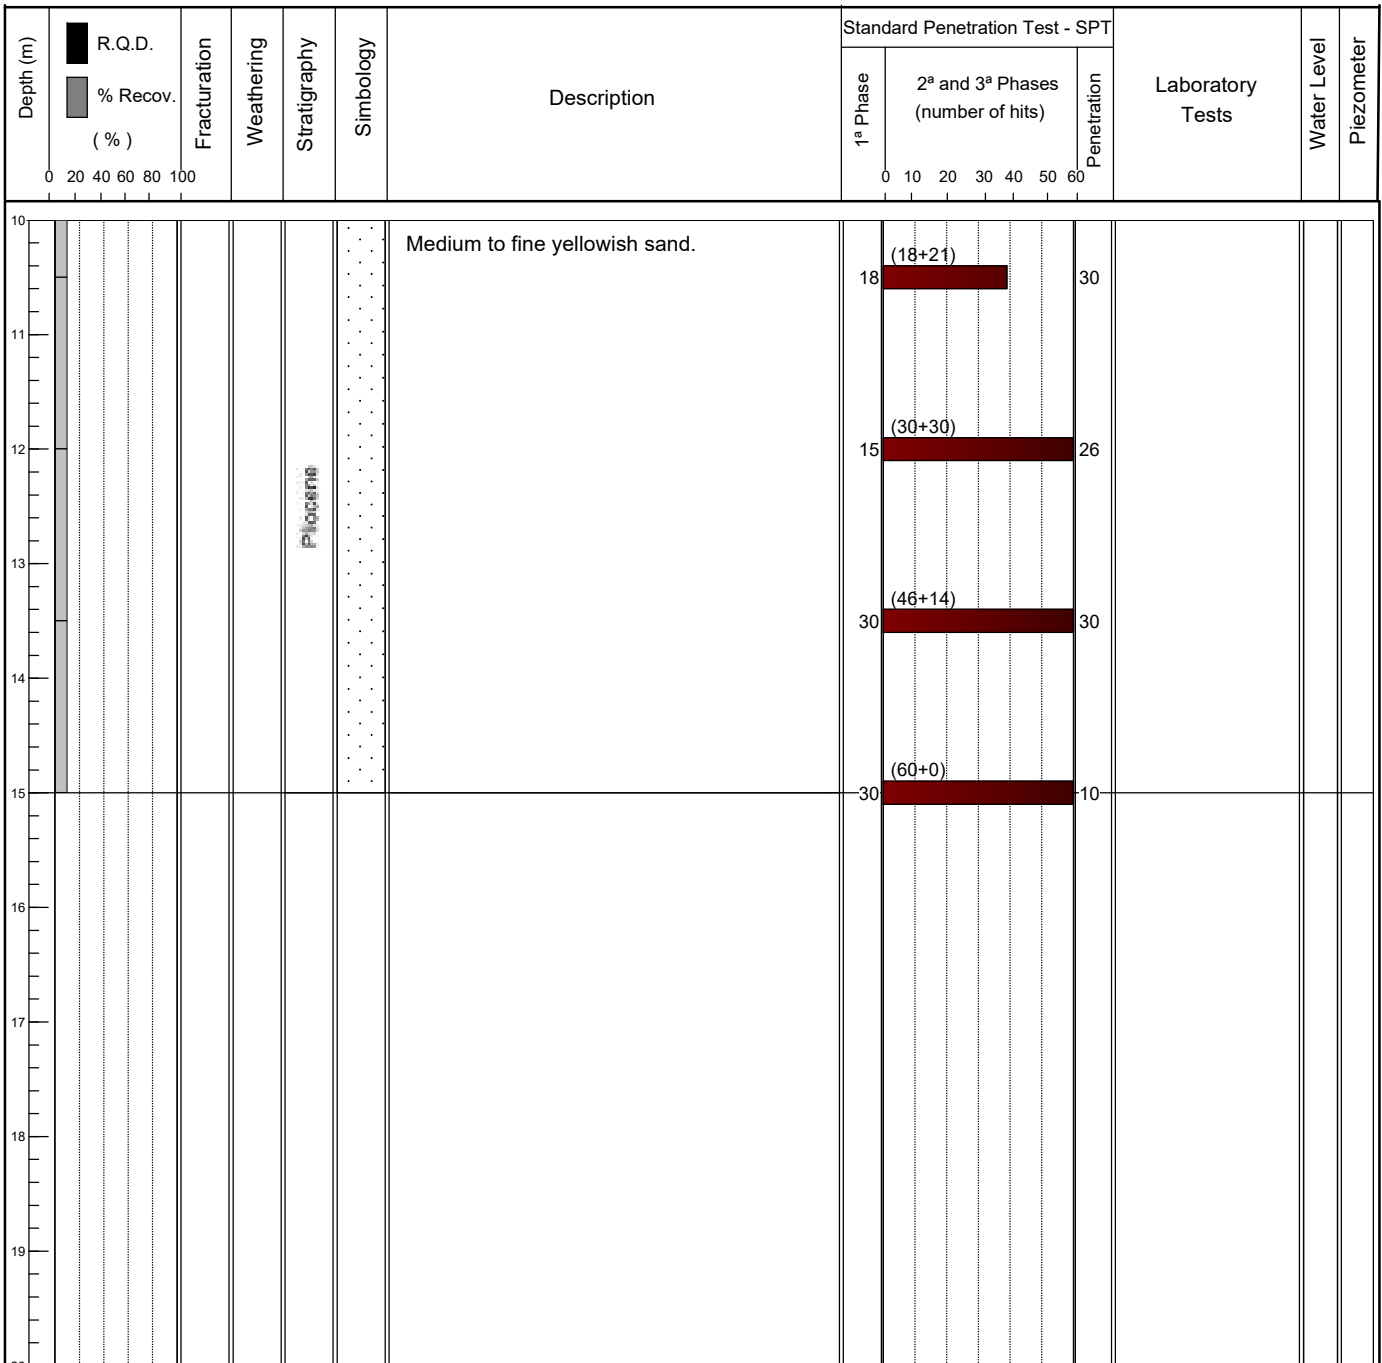 Depth (m)
R.Q.D.
% Recov.
( % )
0 20 40 60 80 100
Fracturation
Weathering
Stratigraphy
Simbology
Description
Standard Penetration Test - SPT
1ª Phase
2ª and 3ª Phases
(number of hits)
0 10 20 30 40 50 60
Penetration
Laboratory
Tests
Water Level
Piezometer
10
Medium to fine yellowish sand.
(18+21)
18 30
11
(30+30)
12 15 26
Pliocene
13
(46+14)
30 30
14
(60+0)
15 30 10
16
17
18
19